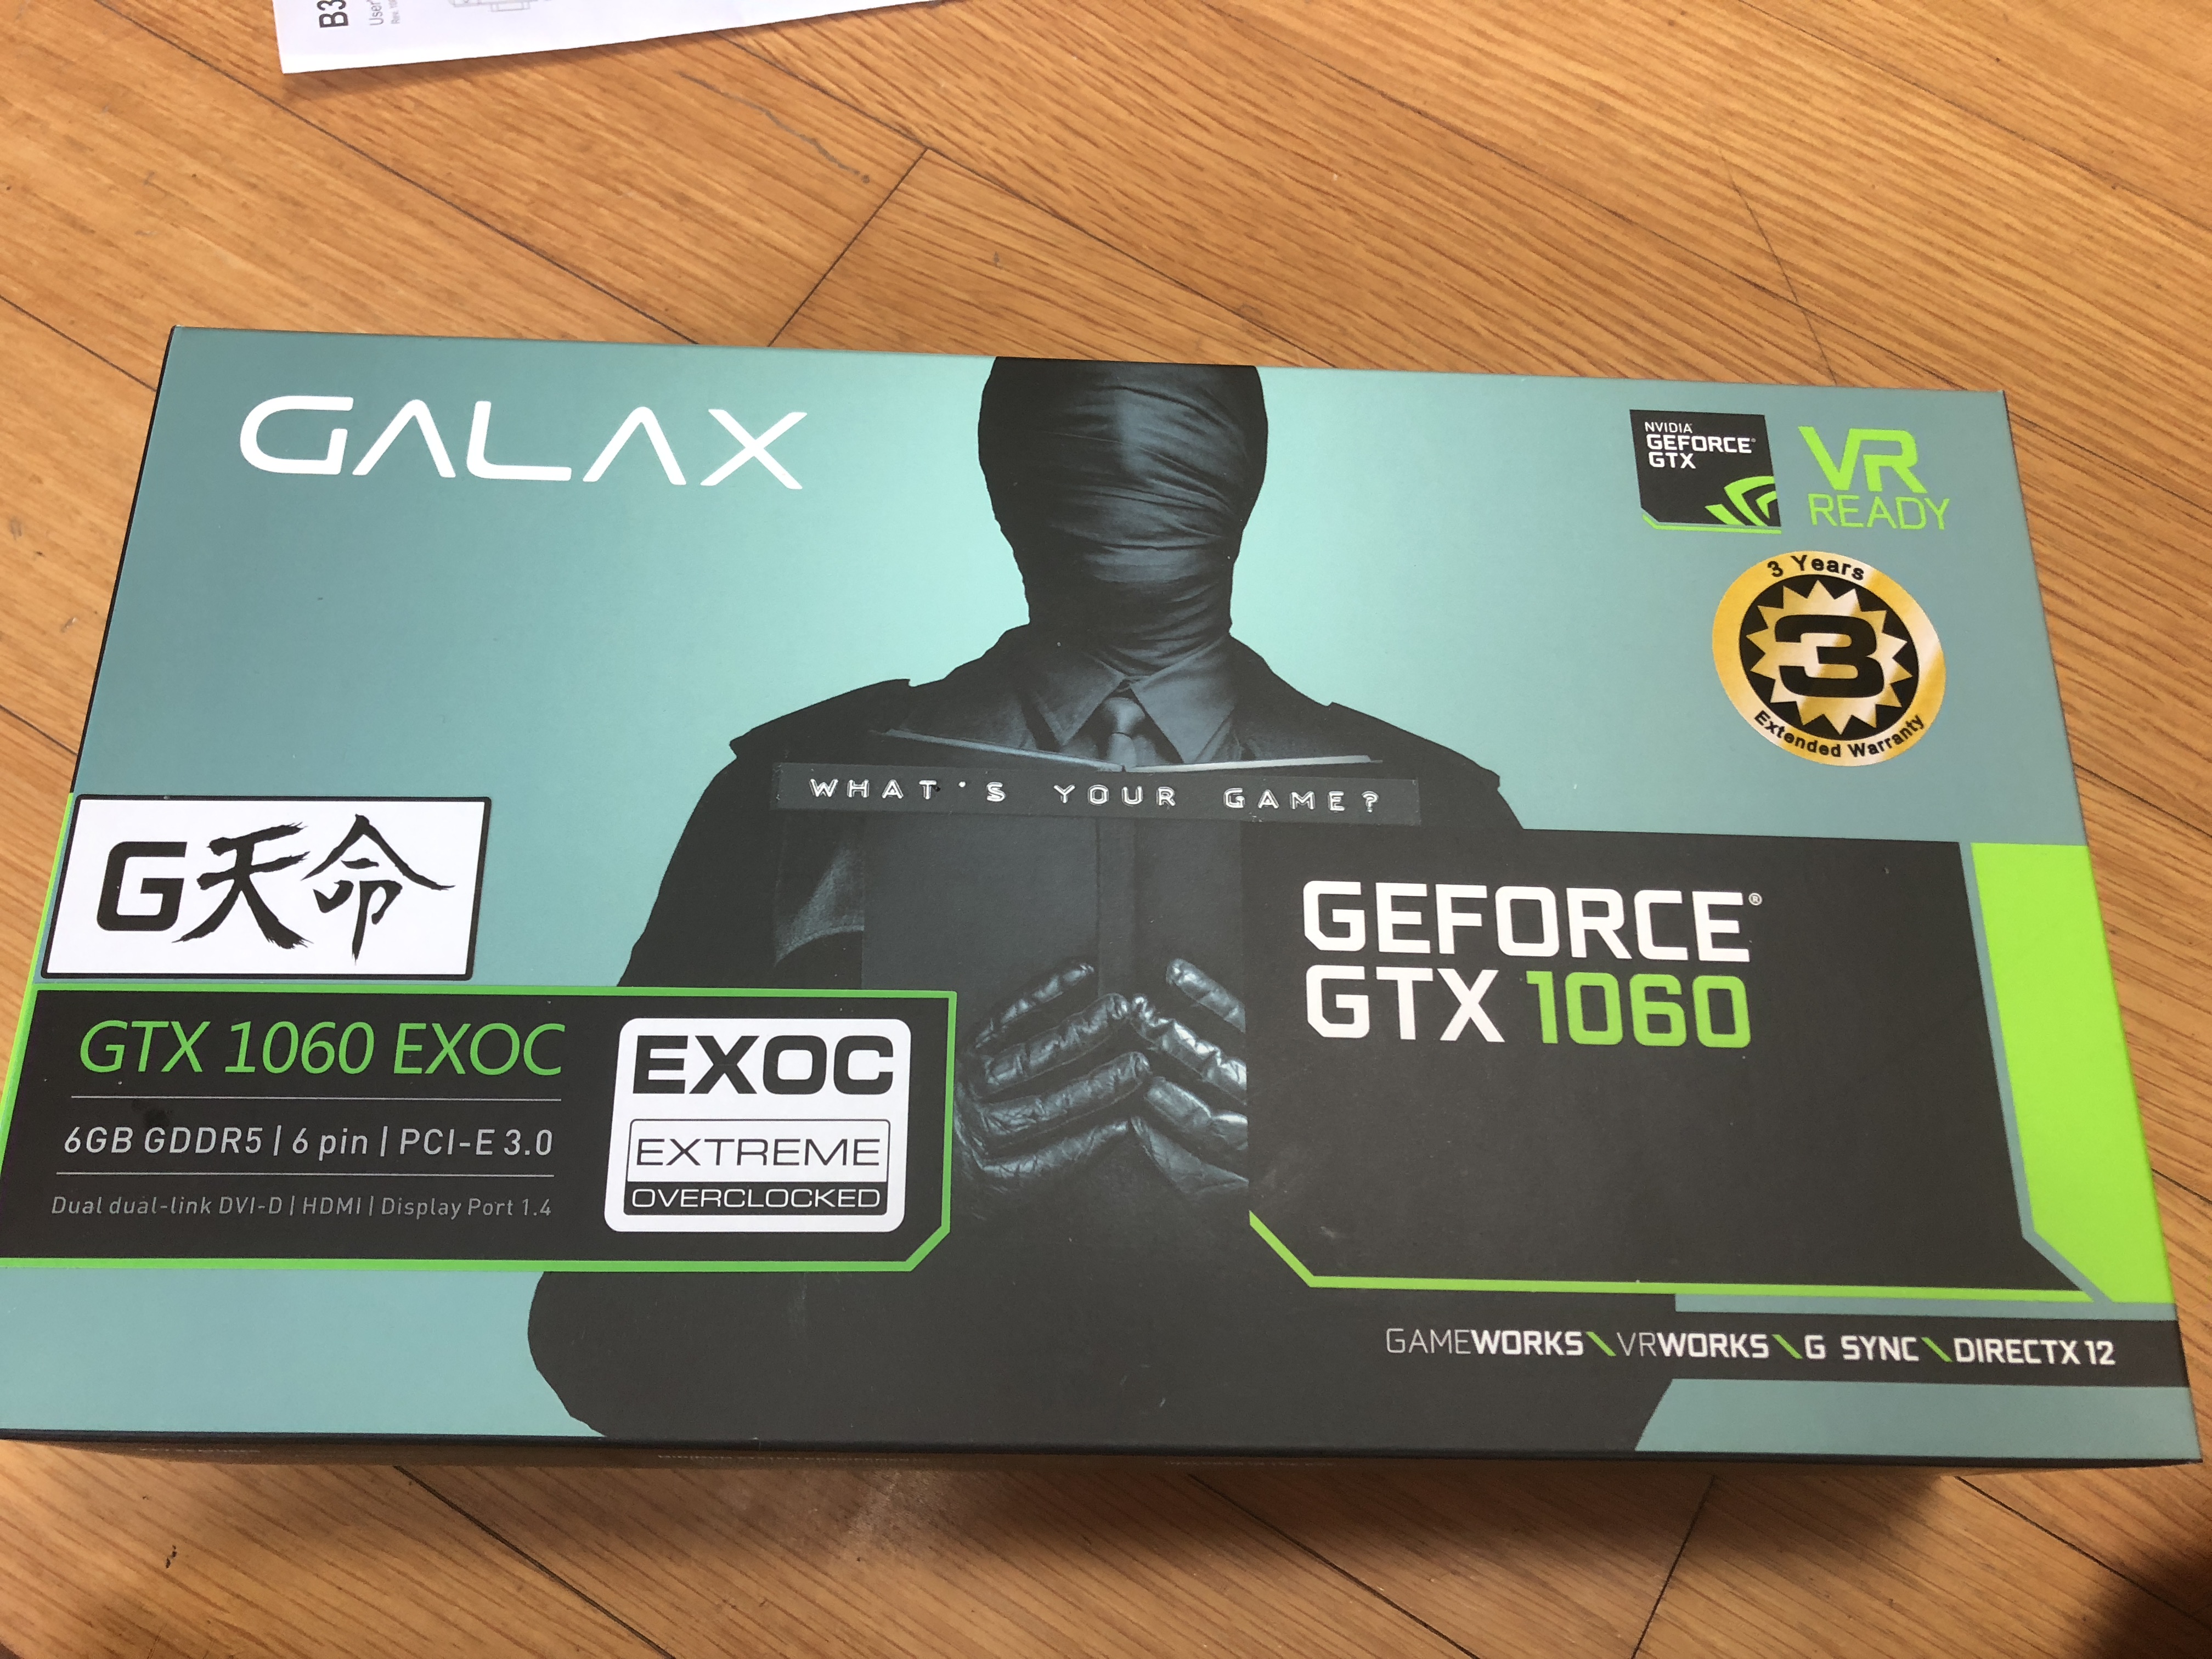 GALAX
NVIDIA
GEFORCE®
GTX
VR
READY
3 Years
3
Extended Warranty
G天命
WHAT'S YOUR GAME?
GTX 1060 EXOC
6GB GDDR5 | 6 pin | PCI-E 3.0
Dual dual-link DVI-D | HDMI | Display Port 1.4
EXOC
EXTREME
OVERCLOCKED
GEFORCE®
GTX 1060
GAMEWORKS\VRWORKS\G SYNC\DIRECTX 12
B3
User'